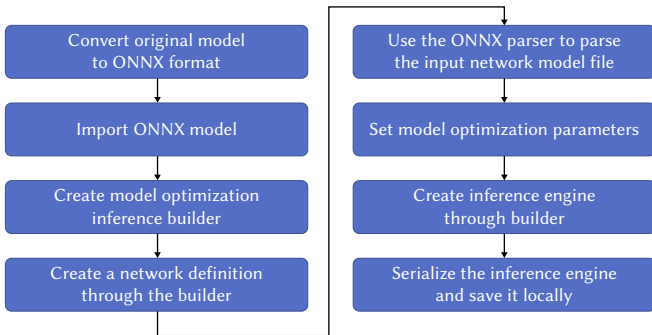 Convert original model
to ONNX format
Import ONNX model
Create model optimization
inference builder
Create a network definition
through the builder
Use the ONNX parser to parse
the input network model file
Set model optimization parameters
Create inference engine
through builder
Serialize the inference engine
and save it locally